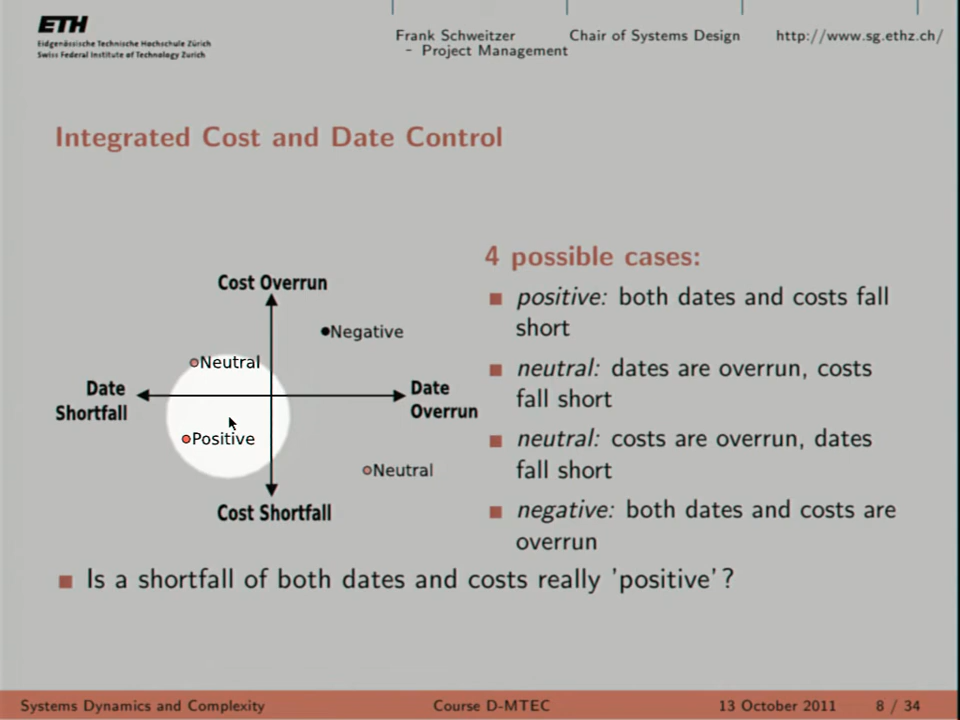 ETH
Eidgenössische Technische Hochschule Zürich
Swiss Federal Institute of Technology Zurich
Frank Schweitzer
- Project Management
Chair of Systems Design
http://www.sg.ethz.ch/
Integrated Cost and Date Control
Cost Overrun
Negative
Neutral
Date
Shortfall
Date
Overrun
Positive
Neutral
Cost Shortfall
4 possible cases:
positive: both dates and costs fall
short
neutral: dates are overrun, costs
fall short
neutral: costs are overrun, dates
fall short
negative: both dates and costs are
overrun
Is a shortfall of both dates and costs really 'positive'?
Systems Dynamics and Complexity
Course D-MTEC
13 October 2011
8 / 34